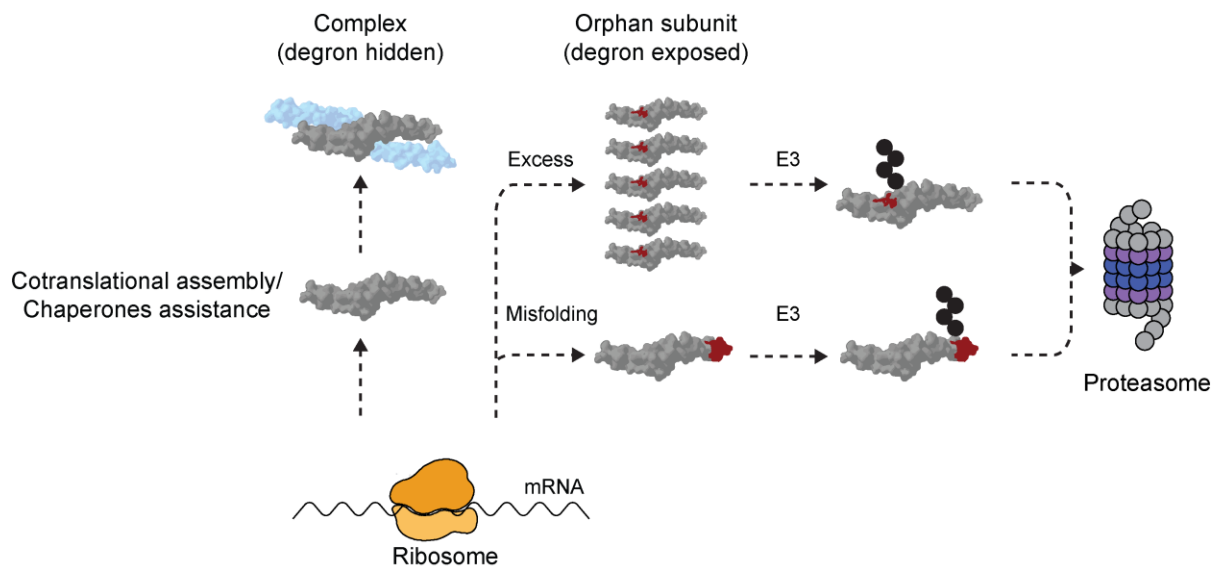 Complex
(degron hidden)
Orphan subunit
(degron exposed)
Excess
E3
Cotranslational assembly/
Chaperones assistance
Misfolding
E3
Proteasome
mRNA
Ribosome